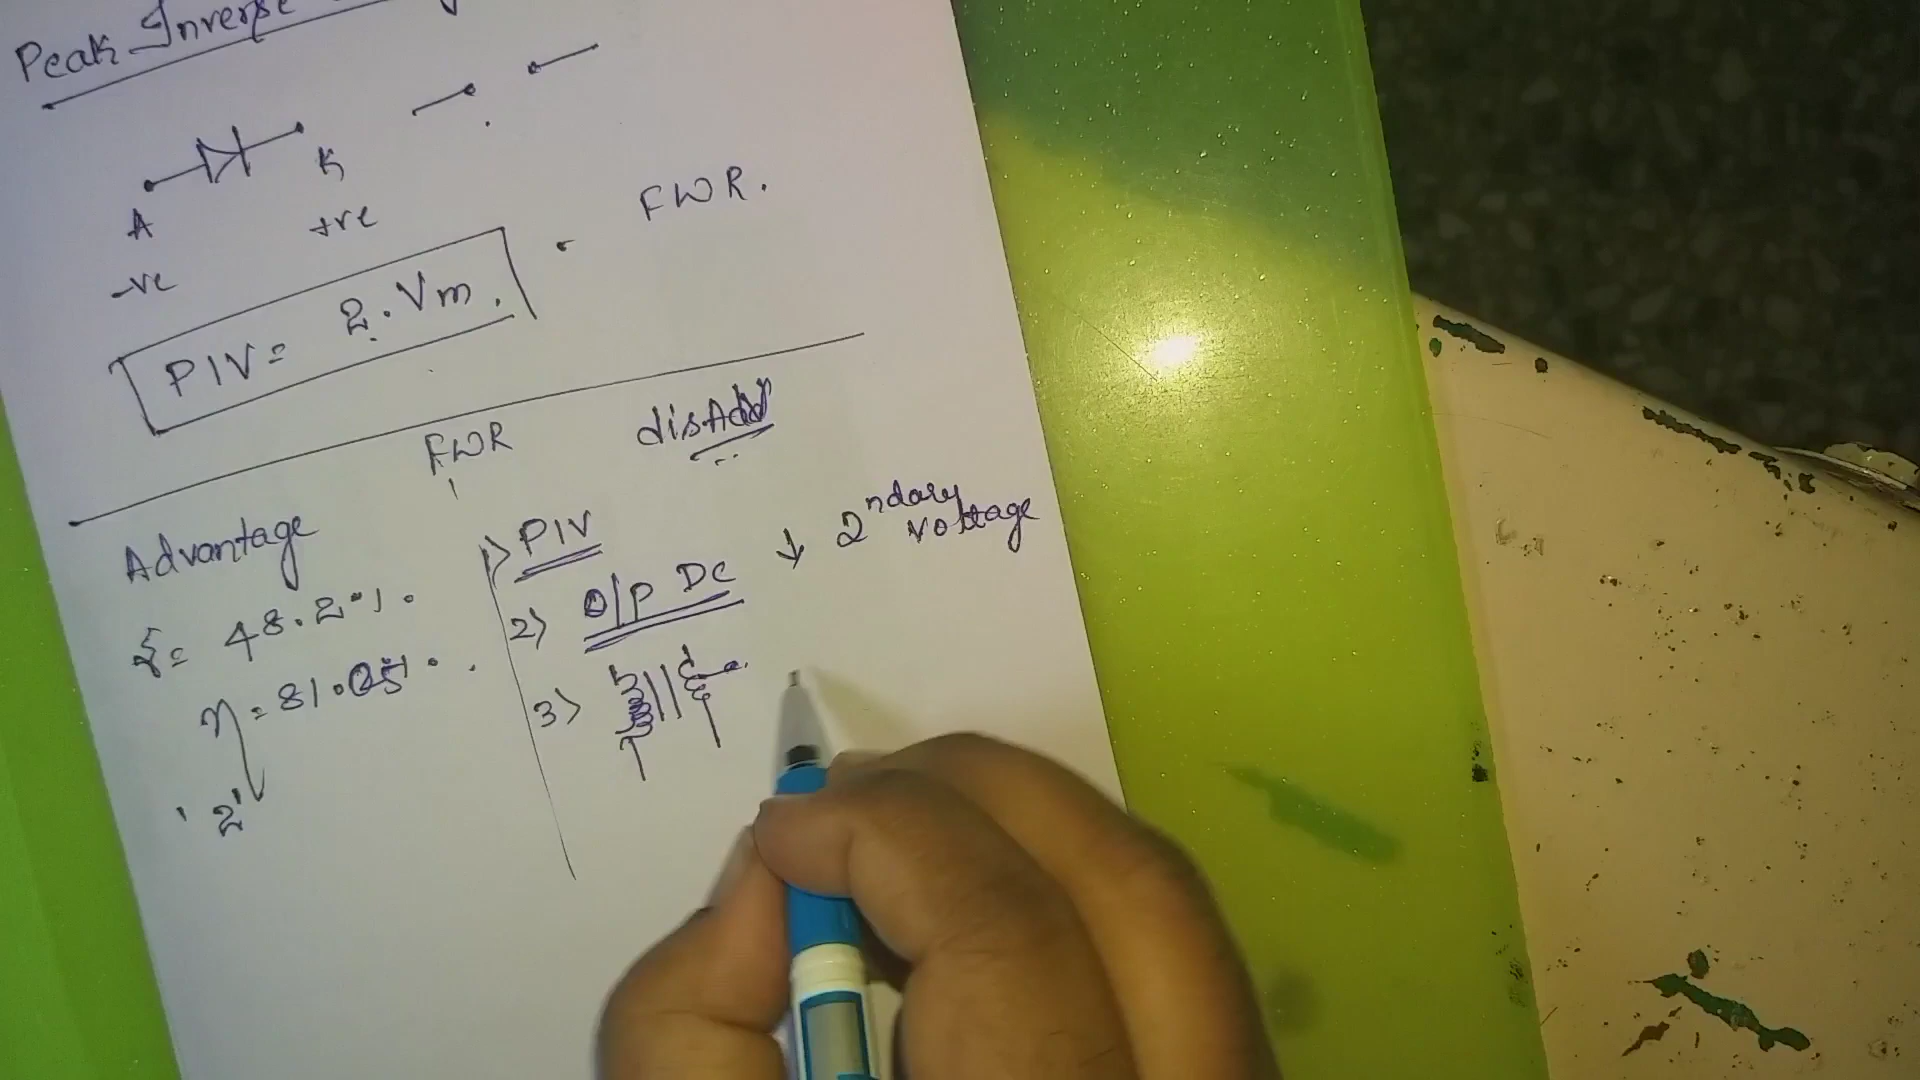 Peak Inverse
A K
-ve +ve
PIV = 2.Vm. FWR.
FWR disAdd
Advantage
ξ = 48.2%.
η = 81.05%.
'2'
1> PIV
2> O/P DC ↓ 2ndary voltage
3>